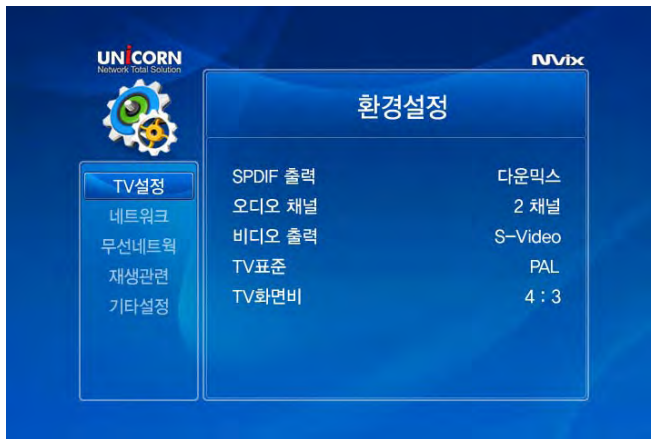 UNiCORN
Network Total Solution
NVix
환경설정
TV설정
네트워크
무선네트웍
재생관련
기타설정
SPDIF 출력 다운믹스
오디오 채널 2 채널
비디오 출력 S-Video
TV표준 PAL
TV화면비 4 : 3